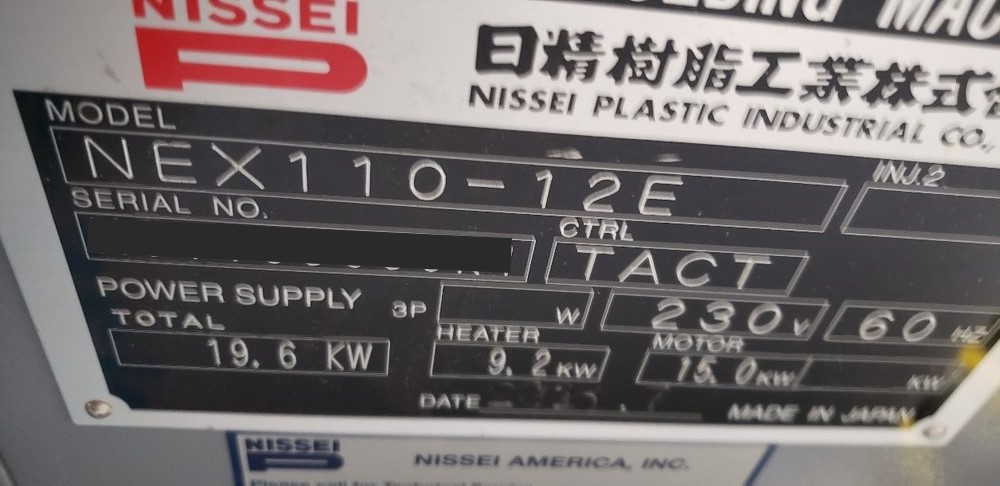 NISSEI
MAC
日精樹脂工業株式
NISSEI PLASTIC INDUSTRIAL CO.,
MODEL
NEX110-12E
INJ.2
SERIAL NO.
CTRL
TACT
POWER SUPPLY 3P W 230V 60 HZ
TOTAL HEATER MOTOR
19.6 KW 9.2KW 15.0KW KW
DATE MADE IN JAPAN
NISSEI
NISSEI AMERICA, INC.